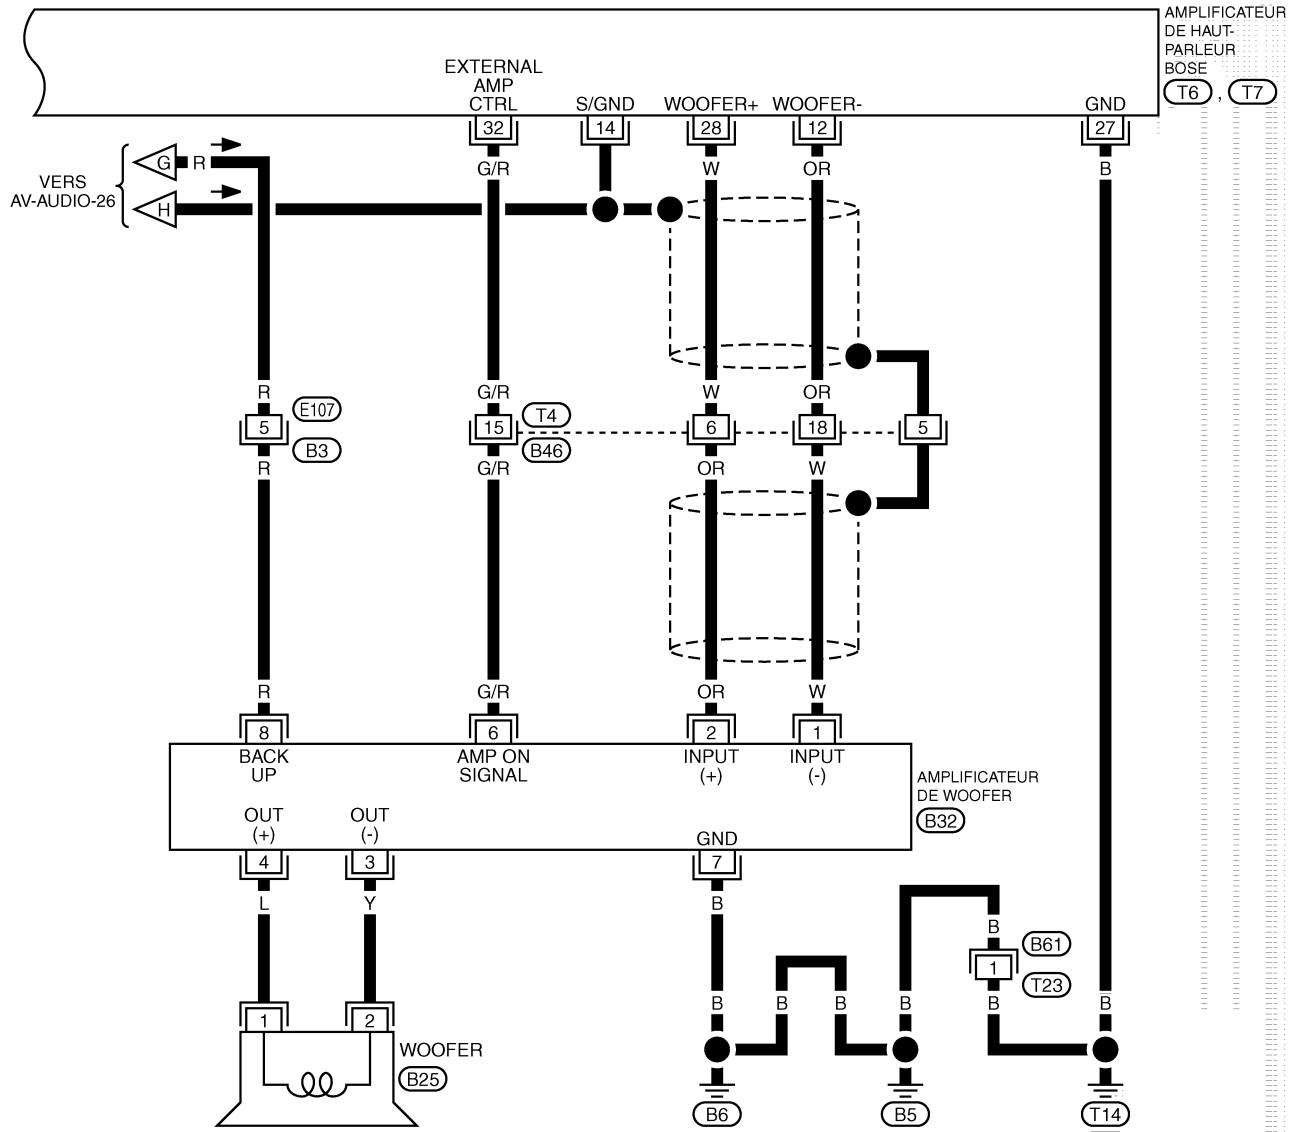 AMPLIFICATEUR
DE HAUT-
PARLEUR
BOSE
T6 , T7
EXTERNAL
AMP
CTRL
S/GND
WOOFER+
WOOFER-
GND
32
14
28
12
27
G/R
W
OR
B
VERS
AV-AUDIO-26
G
R
H
R
G/R
W
OR
5
E107
B3
15
T4
B46
6
18
5
R
G/R
OR
W
R
G/R
OR
W
8
6
2
1
BACK
UP
AMP ON
SIGNAL
INPUT
(+)
INPUT
(-)
AMPLIFICATEUR
DE WOOFER
B32
OUT
(+)
OUT
(-)
GND
4
3
7
L
Y
B
B
B61
1
T23
B
B
B
B
B
B
1
2
WOOFER
B25
B6
B5
T14